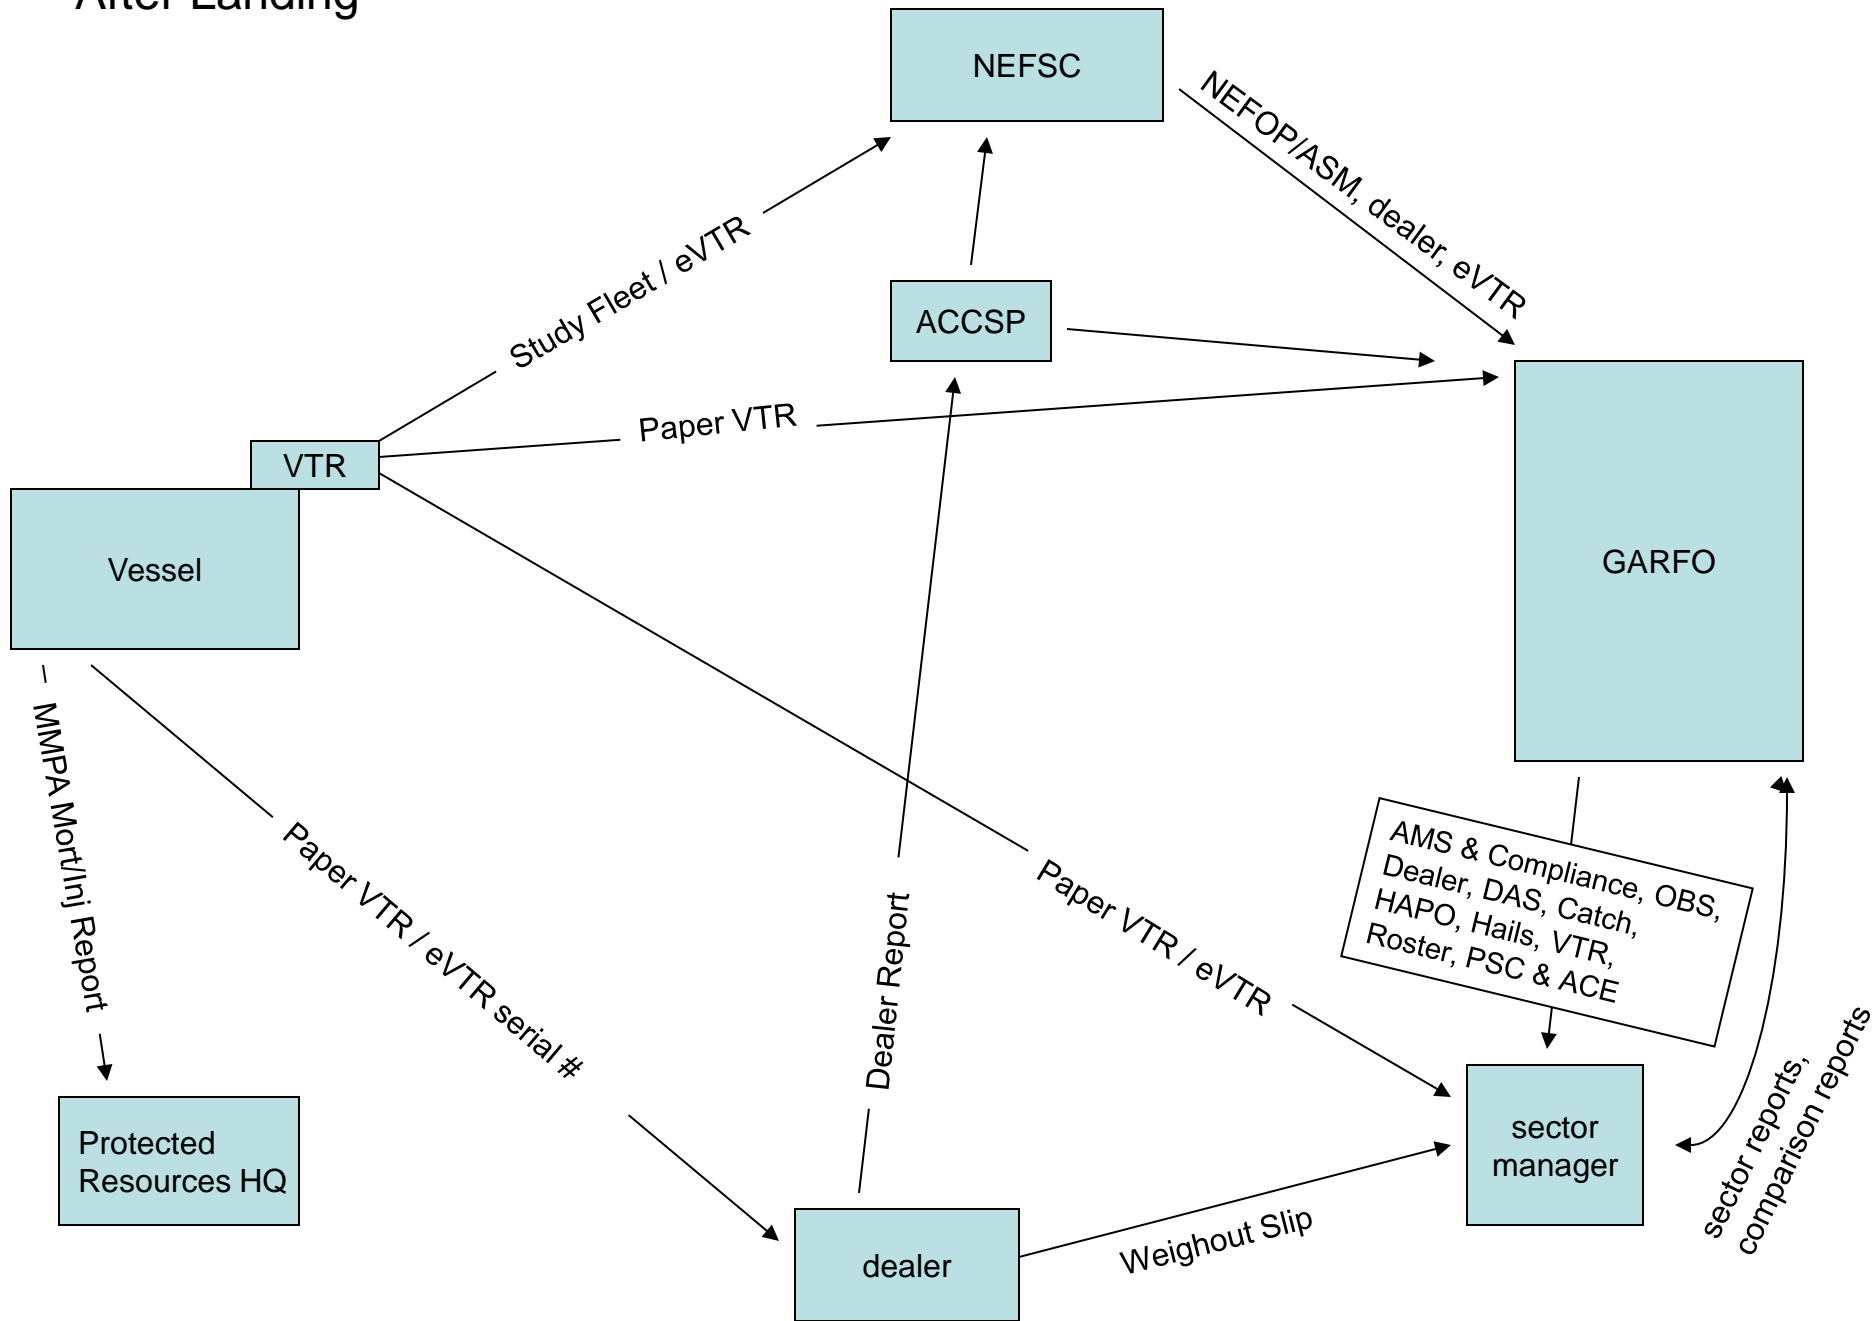 After Landing
NEFSC
NEFOP/ASM, dealer, eVTR
Study Fleet / eVTR
ACCSP
Paper VTR
VTR
Vessel
GARFO
MMPA Mort/Inj Report
Paper VTR / eVTR serial #
Dealer Report
Paper VTR / eVTR
AMS & Compliance, OBS,
Dealer, DAS, Catch,
HAPO, Hails, VTR,
Roster, PSC & ACE
sector reports,
comparison reports
Protected
Resources HQ
sector
manager
Weighout Slip
dealer